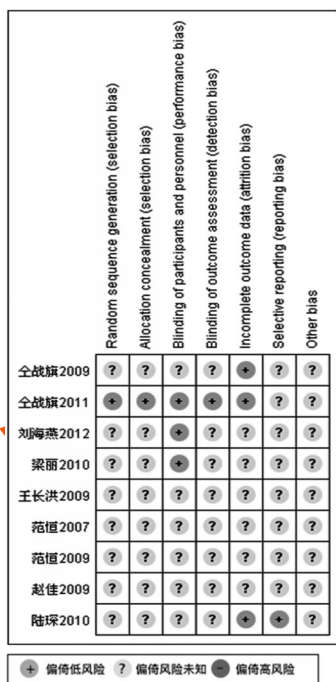 Random sequence generation (selection bias)
Allocation concealment (selection bias)
Blinding of participants and personnel (performance bias)
Blinding of outcome assessment (detection bias)
Incomplete outcome data (attrition bias)
Selective reporting (reporting bias)
Other bias
仝战旗2009 ? ? ? ? + ? ?
仝战旗2011 + + + + + ? ?
刘海燕2012 ? ? + ? ? ? ?
梁丽2010 ? ? + ? ? ? ?
王长洪2009 ? ? ? ? ? ? ?
范恒2007 ? ? ? ? ? ? ?
范恒2009 ? ? ? ? ? ? ?
赵佳2009 ? ? ? ? ? ? ?
陆琛2010 ? ? ? ? + + ?
+ 偏倚低风险 ? 偏倚风险未知 - 偏倚高风险